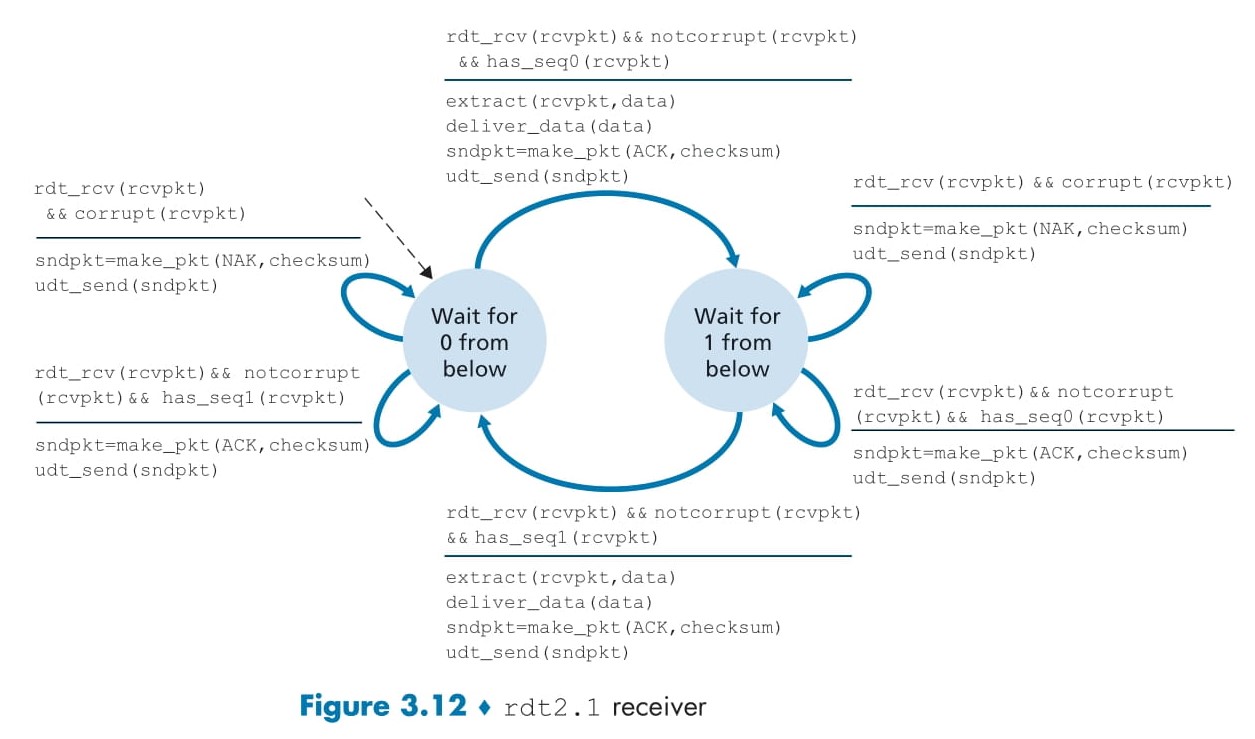 rdt_rcv(rcvpkt)&& notcorrupt(rcvpkt)
&& has_seq0(rcvpkt)
extract(rcvpkt,data)
deliver_data(data)
sndpkt=make_pkt(ACK,checksum)
udt_send(sndpkt)
rdt_rcv(rcvpkt)
&& corrupt(rcvpkt)
sndpkt=make_pkt(NAK,checksum)
udt_send(sndpkt)
rdt_rcv(rcvpkt) && corrupt(rcvpkt)
sndpkt=make_pkt(NAK,checksum)
udt_send(sndpkt)
Wait for
0 from
below
Wait for
1 from
below
rdt_rcv(rcvpkt)&& notcorrupt
(rcvpkt)&& has_seq1(rcvpkt)
sndpkt=make_pkt(ACK,checksum)
udt_send(sndpkt)
rdt_rcv(rcvpkt)&& notcorrupt
(rcvpkt)&& has_seq0(rcvpkt)
sndpkt=make_pkt(ACK,checksum)
udt_send(sndpkt)
rdt_rcv(rcvpkt) && notcorrupt(rcvpkt)
&& has_seq1(rcvpkt)
extract(rcvpkt,data)
deliver_data(data)
sndpkt=make_pkt(ACK,checksum)
udt_send(sndpkt)
Figure 3.12 ♦ rdt2.1 receiver